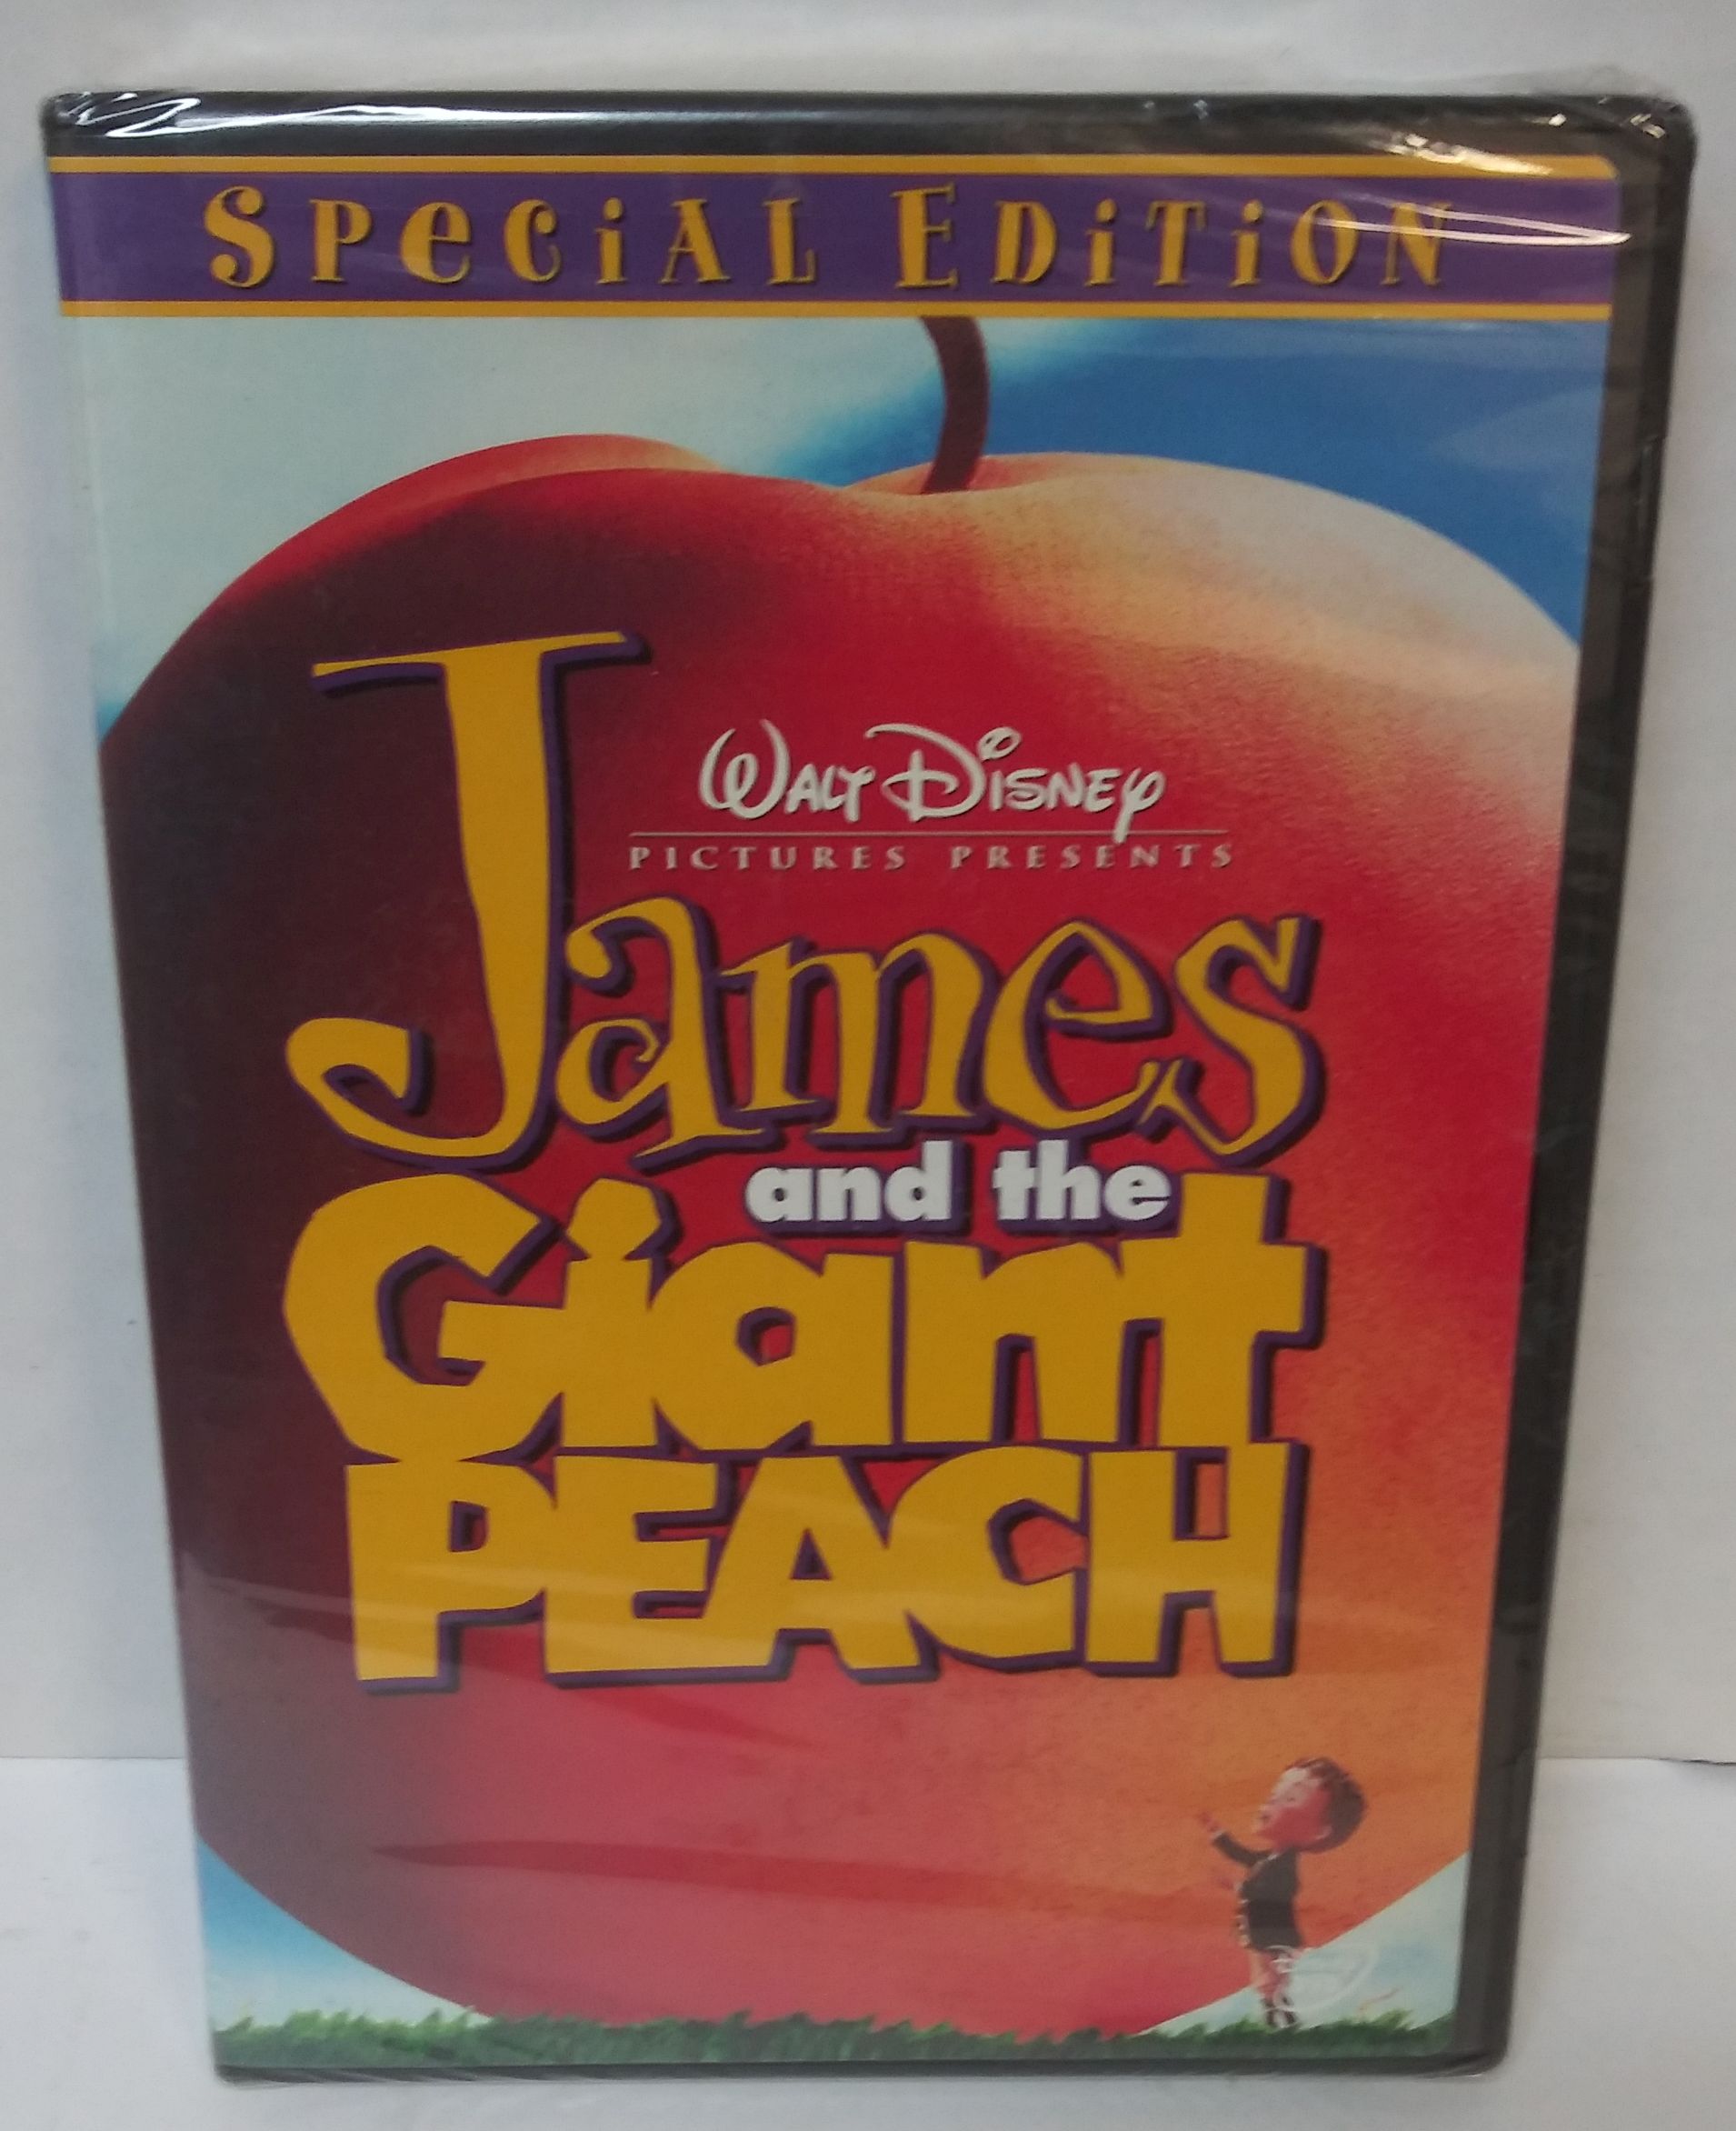 SPeCiAL EDiTiON
WALT DISNEY
PICTURES PRESENTS
James
and the
Giant
PEACH